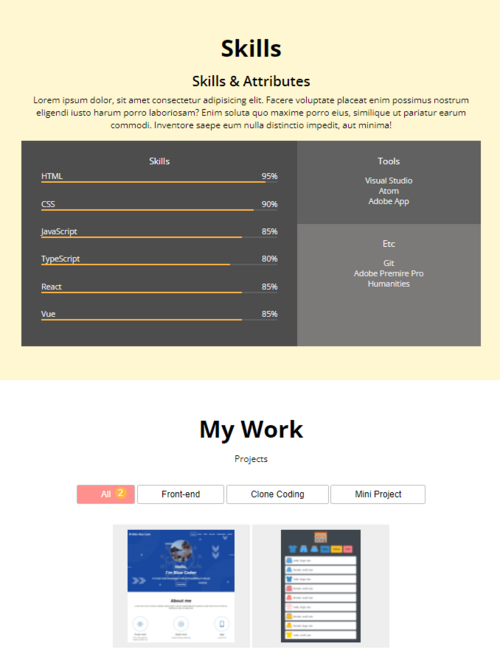 Skills
Skills & Attributes
Lorem ipsum dolor, sit amet consectetur adipisicing elit. Facere voluptate placeat enim possimus nostrum
eligendi iusto harum porro laboriosam? Enim soluta quo maxime porro eius, similique ut pariatur earum
commodi. Inventore saepe eum nulla distinctio impedit, aut minima!
Skills
HTML 95%
CSS 90%
JavaScript 85%
TypeScript 80%
React 85%
Vue 85%
Tools
Visual Studio
Atom
Adobe App
Etc
Git
Adobe Premire Pro
Humanities
My Work
Projects
All 2
Front-end
Clone Coding
Mini Project
Hello,
I'm Blue Coder
About me